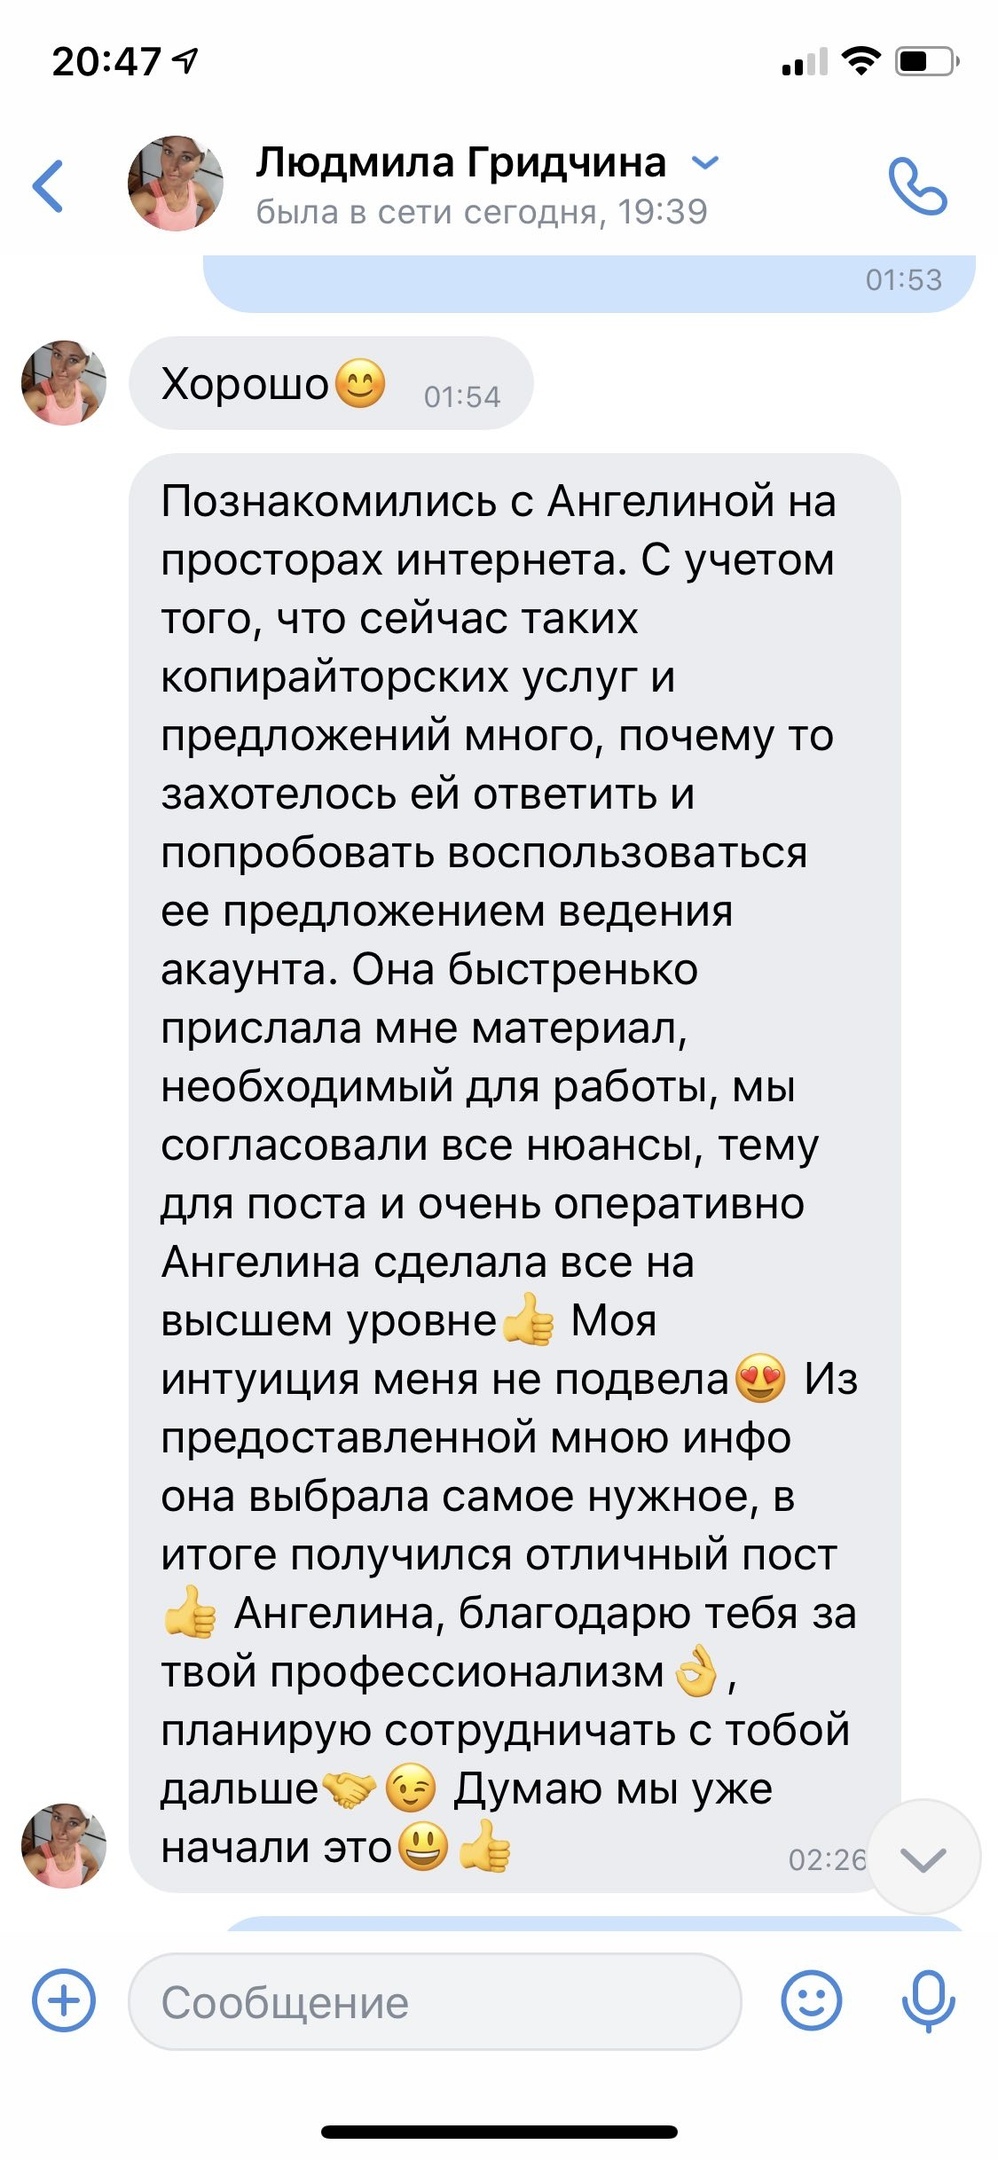 20:47
Людмила Гридчина
была в сети сегодня, 19:39
01:53
Хорошо😊 01:54
Познакомились с Ангелиной на
просторах интернета. С учетом
того, что сейчас таких
копирайторских услуг и
предложений много, почему то
захотелось ей ответить и
попробовать воспользоваться
ее предложением ведения
акаунта. Она быстренько
прислала мне материал,
необходимый для работы, мы
согласовали все нюансы, тему
для поста и очень оперативно
Ангелина сделала все на
высшем уровне👍 Моя
интуиция меня не подвела😍 Из
предоставленной мною инфо
она выбрала самое нужное, в
итоге получился отличный пост
👍 Ангелина, благодарю тебя за
твой профессионализм👌,
планирую сотрудничать с тобой
дальше🤝😉 Думаю мы уже
начали это😃👍 02:26
Сообщение